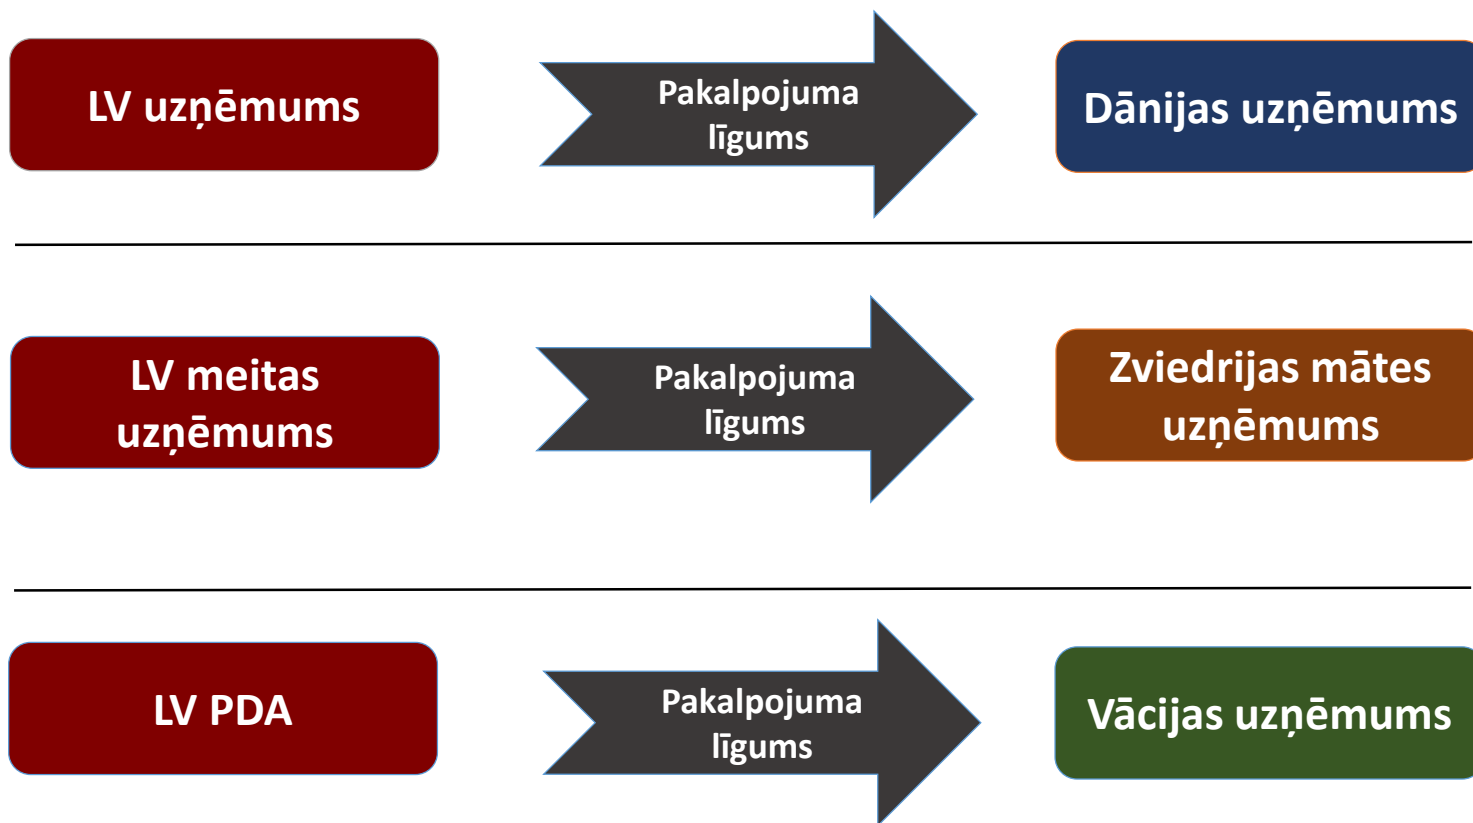 LV uzņēmums
Pakalpojuma
līgums
Dānijas uzņēmums
LV meitas
uzņēmums
Pakalpojuma
līgums
Zviedrijas mātes
uzņēmums
LV PDA
Pakalpojuma
līgums
Vācijas uzņēmums